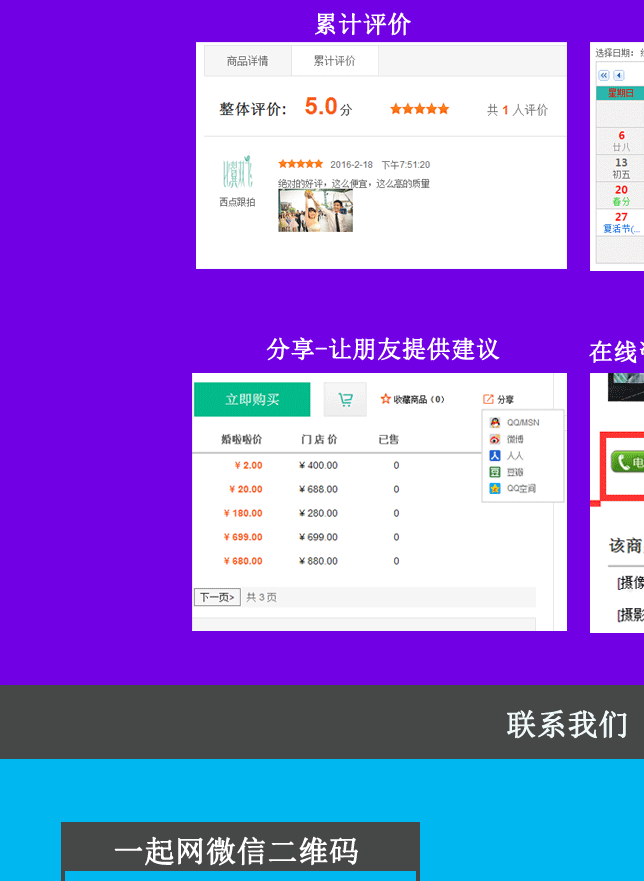 累计评价
商品详情 累计评价
整体评价: 5.0分 共 1 人评价
2016-2-18 下午7:51:20
绝对的好评,这么便宜,这么高的质量
西点跟拍
选择日期:
星期日
6
廿八
13
初五
20
春分
27
夏活节(...
分享-让朋友提供建议
立即购买 收藏商品(0) 分享
QQ/MSN
微博
人人
豆瓣
QQ空间
婚啦啦价 门店价 已售
¥ 2.00 ¥ 400.00 0
¥ 20.00 ¥ 688.00 0
¥ 180.00 ¥ 280.00 0
¥ 699.00 ¥ 699.00 0
¥ 680.00 ¥ 880.00 0
下一页> 共 3 页
在线
电
该商
[摄像
[摄影
联系我们
一起网微信二维码